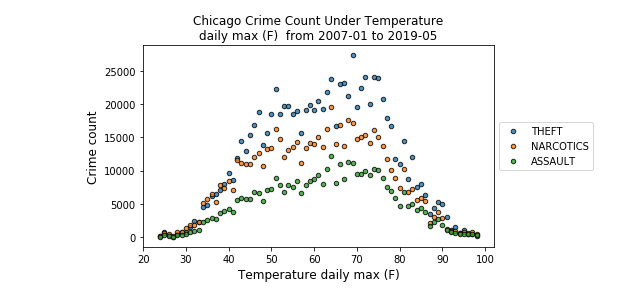 Chicago Crime Count Under Temperature
daily max (F)  from 2007-01 to 2019-05
Crime count
25000
20000
15000
10000
5000
0
20
30
40
50
60
70
80
90
100
Temperature daily max (F)
THEFT
NARCOTICS
ASSAULT